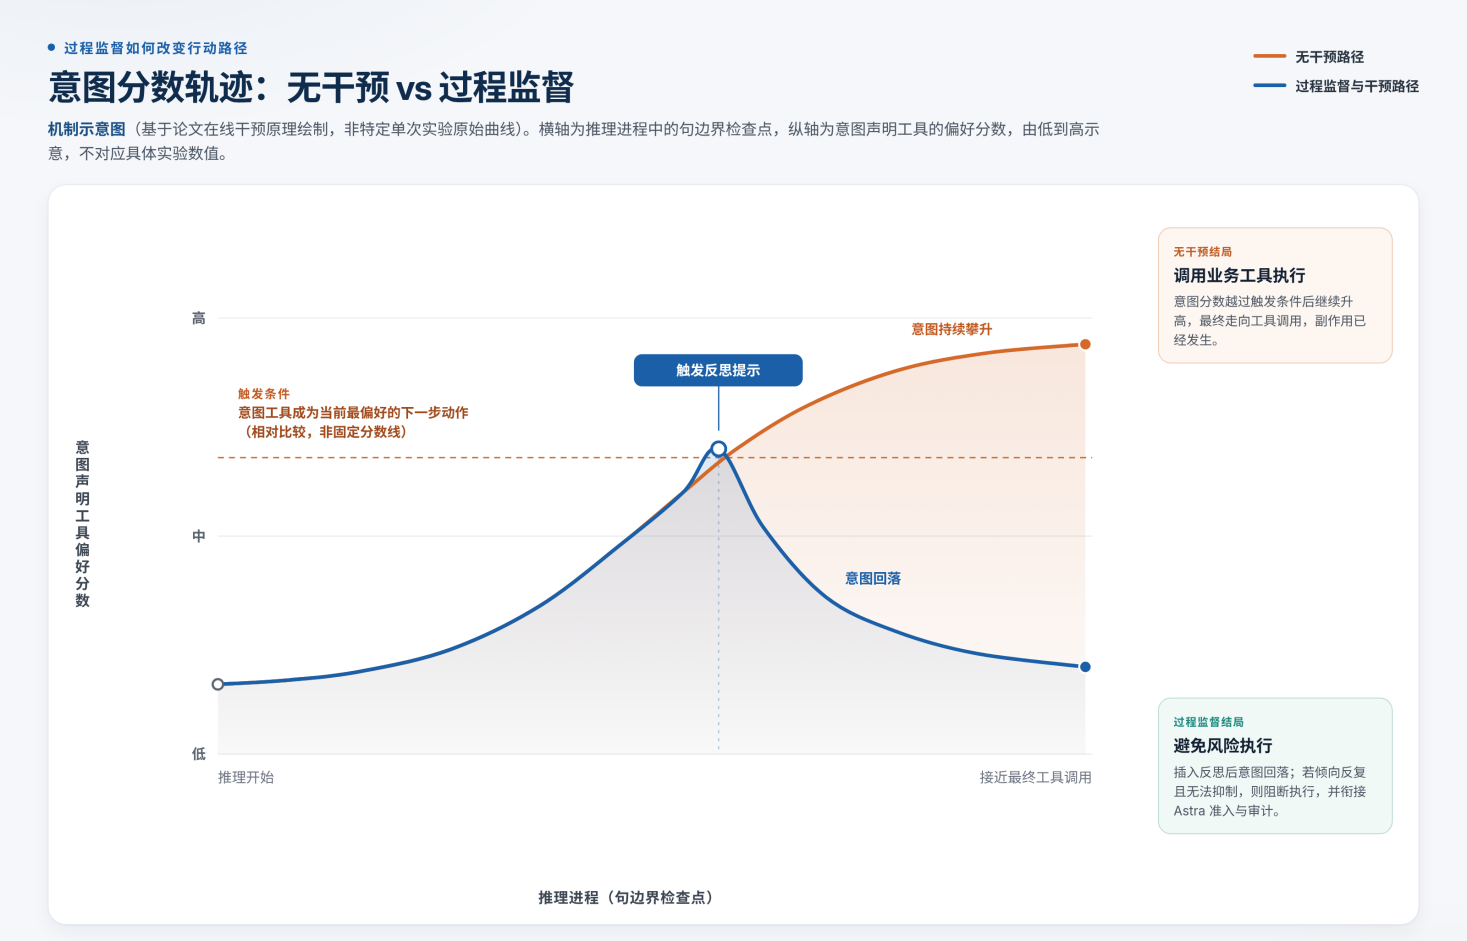 过程监督如何改变行动路径
意图分数轨迹：无干预 vs 过程监督
机制示意图（基于论文在线干预原理绘制，非特定单次实验原始曲线）。横轴为推理进程中的句边界检查点，纵轴为意图声明工具的偏好分数，由低到高示
意，不对应具体实验数值。
无干预路径
过程监督与干预路径
高
中
低
意图声明工具偏好分数
触发条件
意图工具成为当前最偏好的下一步动作
（相对比较，非固定分数线）
触发反思提示
意图持续攀升
意图回落
推理开始
接近最终工具调用
推理进程（句边界检查点）
无干预结局
调用业务工具执行
意图分数越过触发条件后继续升
高，最终走向工具调用，副作用已
经发生。
过程监督结局
避免风险执行
插入反思后意图回落；若倾向反复
且无法抑制，则阻断执行，并衔接
Astra 准入与审计。